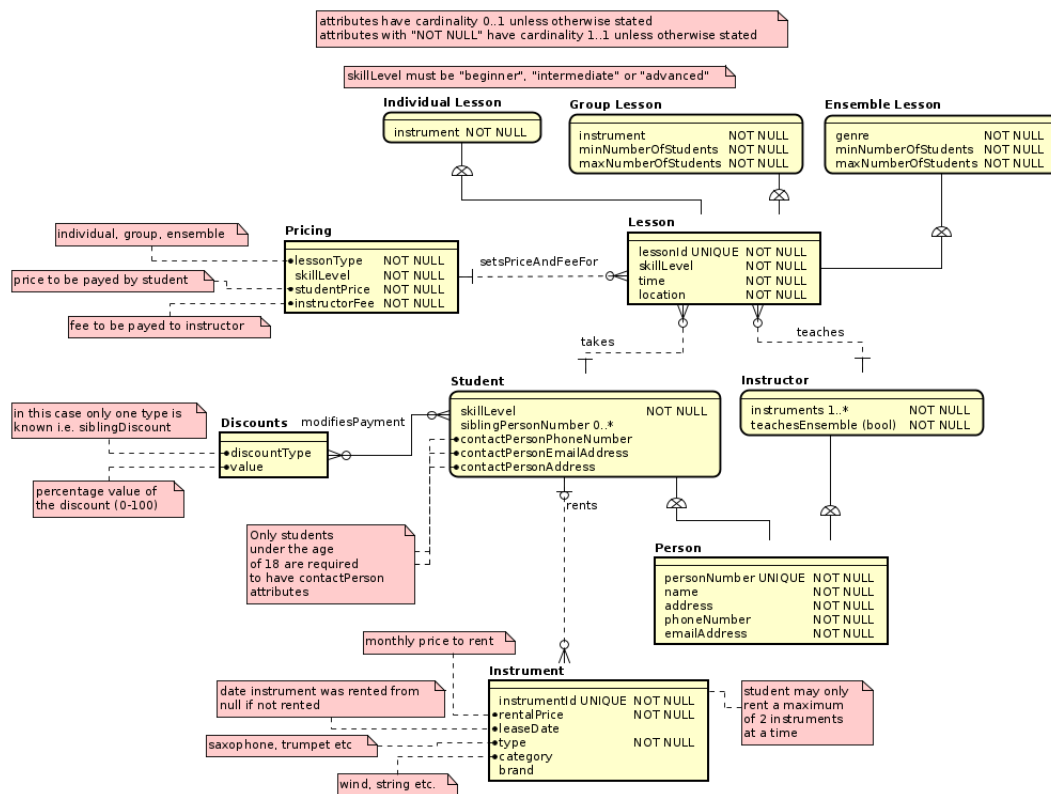 attributes have cardinality 0..1 unless otherwise stated
attributes with "NOT NULL" have cardinality 1..1 unless otherwise stated
skillLevel must be "beginner", "intermediate" or "advanced"
Individual Lesson
instrument NOT NULL
Group Lesson
instrument NOT NULL
minNumberOfStudents NOT NULL
maxNumberOfStudents NOT NULL
Ensemble Lesson
genre NOT NULL
minNumberOfStudents NOT NULL
maxNumberOfStudents NOT NULL
individual, group, ensemble
price to be payed by student
fee to be payed to instructor
Pricing
lessonType NOT NULL
skillLevel NOT NULL
studentPrice NOT NULL
instructorFee NOT NULL
setsPriceAndFeeFor
Lesson
lessonId UNIQUE NOT NULL
skillLevel NOT NULL
time NOT NULL
location NOT NULL
takes
teaches
in this case only one type is
known i.e. siblingDiscount
percentage value of
the discount (0-100)
Discounts
discountType
value
modifiesPayment
Student
skillLevel NOT NULL
siblingPersonNumber 0..*
contactPersonPhoneNumber
contactPersonEmailAddress
contactPersonAddress
Instructor
instruments 1..*
teachesEnsemble (bool) NOT NULL
Only students
under the age
of 18 are required
to have contactPerson
attributes
rents
Person
personNumber UNIQUE NOT NULL
name NOT NULL
address NOT NULL
phoneNumber NOT NULL
emailAddress NOT NULL
monthly price to rent
date instrument was rented from
null if not rented
saxophone, trumpet etc
wind, string etc.
Instrument
instrumentId UNIQUE NOT NULL
rentalPrice NOT NULL
leaseDate
type NOT NULL
category
brand
student may only
rent a maximum
of 2 instruments
at a time